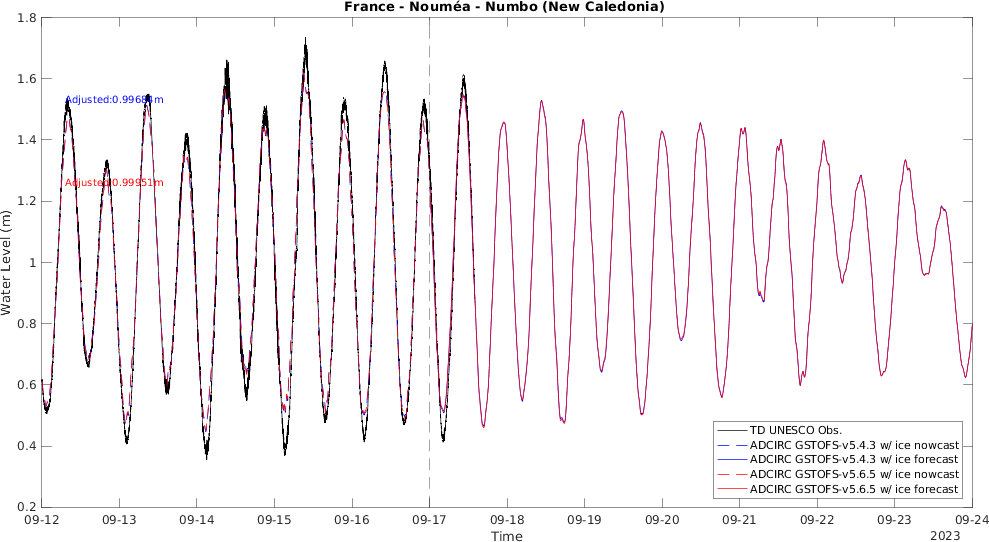 France - Nouméa - Numbo (New Caledonia)
Water Level (m)
1.8
1.6
1.4
1.2
1
0.8
0.6
0.4
0.2
Adjusted:0.99684m
Adjusted:0.99951m
TD UNESCO Obs.
ADCIRC GSTOFS-v5.4.3 w/ ice nowcast
ADCIRC GSTOFS-v5.4.3 w/ ice forecast
ADCIRC GSTOFS-v5.6.5 w/ ice nowcast
ADCIRC GSTOFS-v5.6.5 w/ ice forecast
09-12 09-13 09-14 09-15 09-16 09-17 09-18 09-19 09-20 09-21 09-22 09-23 09-24
Time
2023